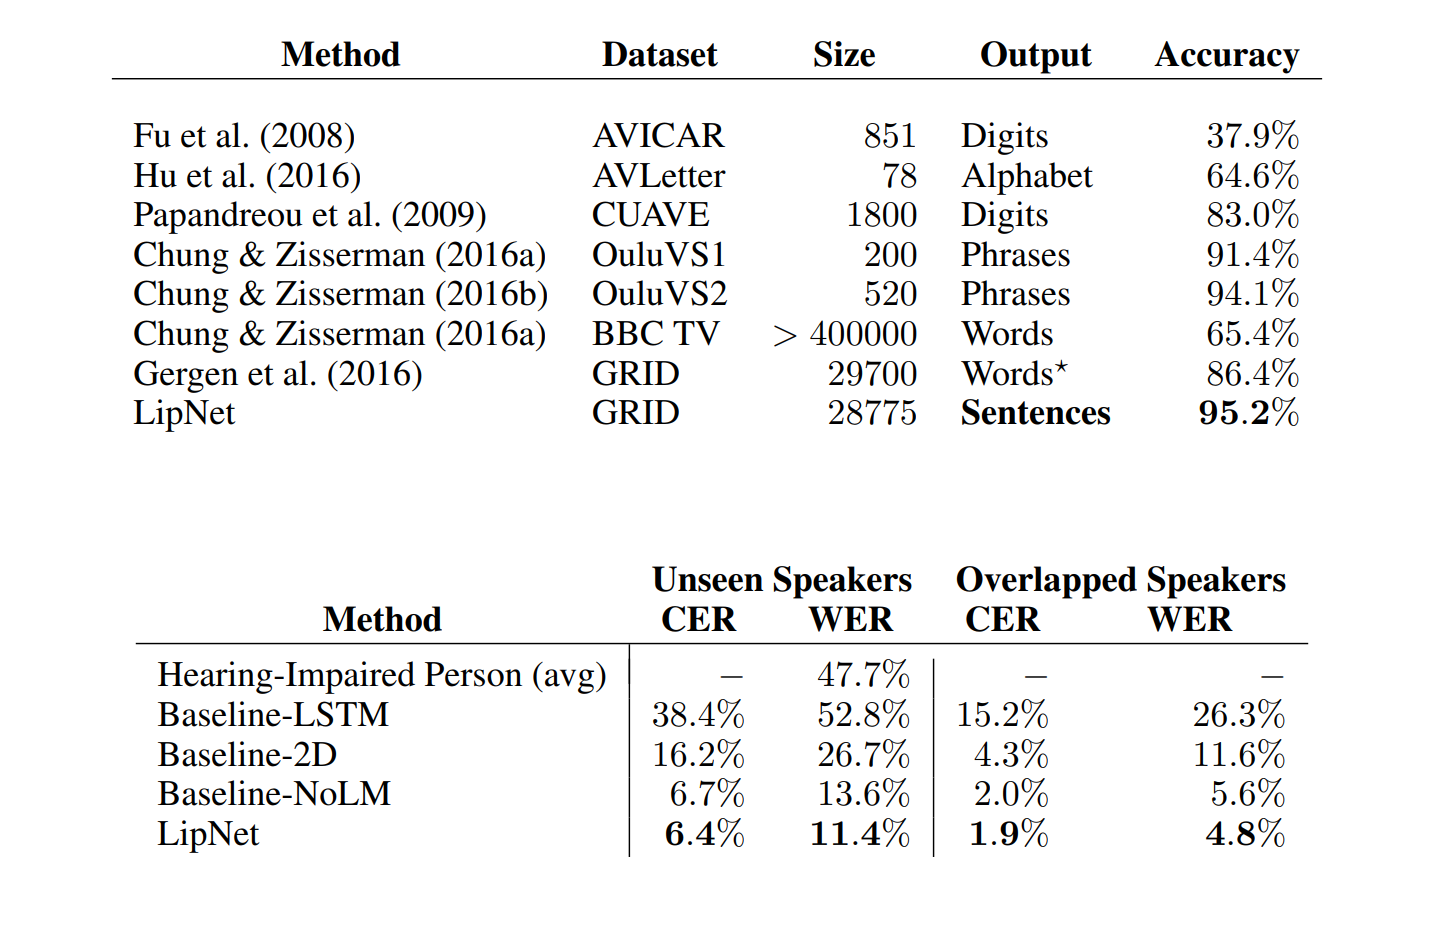 Method Dataset Size Output Accuracy
Fu et al. (2008) AVICAR 851 Digits 37.9%
Hu et al. (2016) AVLetter 78 Alphabet 64.6%
Papandreou et al. (2009) CUAVE 1800 Digits 83.0%
Chung & Zisserman (2016a) OuluVS1 200 Phrases 91.4%
Chung & Zisserman (2016b) OuluVS2 520 Phrases 94.1%
Chung & Zisserman (2016a) BBC TV > 400000 Words 65.4%
Gergen et al. (2016) GRID 29700 Words⋆ 86.4%
LipNet GRID 28775 Sentences 95.2%
Unseen Speakers Overlapped Speakers
Method CER WER CER WER
Hearing-Impaired Person (avg) − 47.7% − −
Baseline-LSTM 38.4% 52.8% 15.2% 26.3%
Baseline-2D 16.2% 26.7% 4.3% 11.6%
Baseline-NoLM 6.7% 13.6% 2.0% 5.6%
LipNet 6.4% 11.4% 1.9% 4.8%